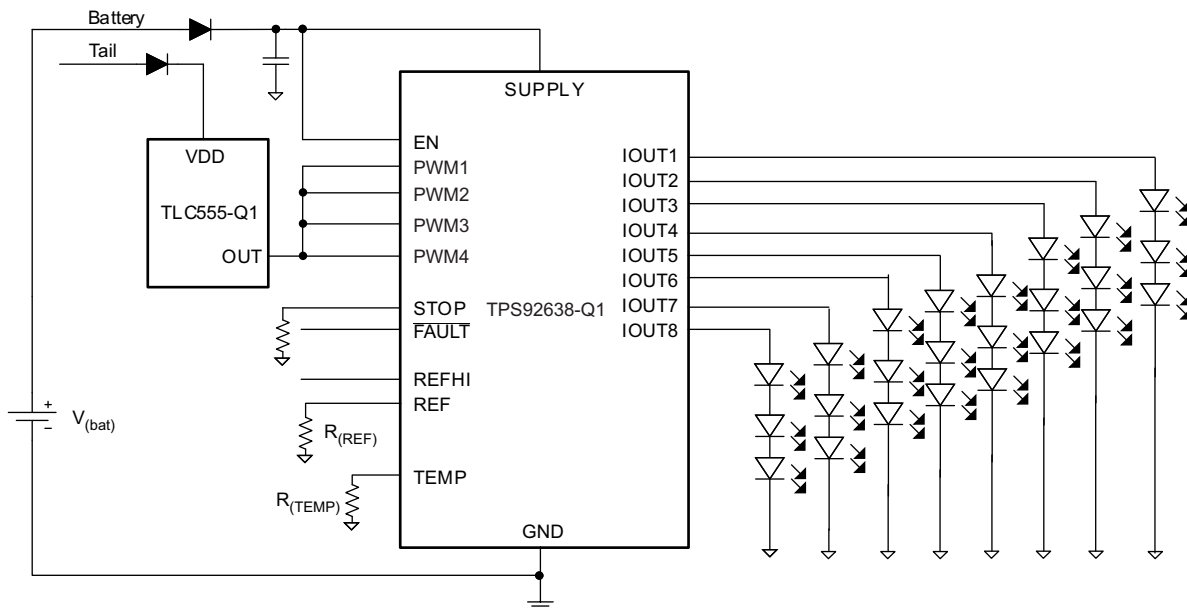 Battery
Tail
SUPPLY
VDD
TLC555-Q1
OUT
EN
PWM1
PWM2
PWM3
PWM4
STOP
FAULT
REFHI
REF
TEMP
TPS92638-Q1
IOUT1
IOUT2
IOUT3
IOUT4
IOUT5
IOUT6
IOUT7
IOUT8
+
V(bat)
−
R(REF)
R(TEMP)
GND